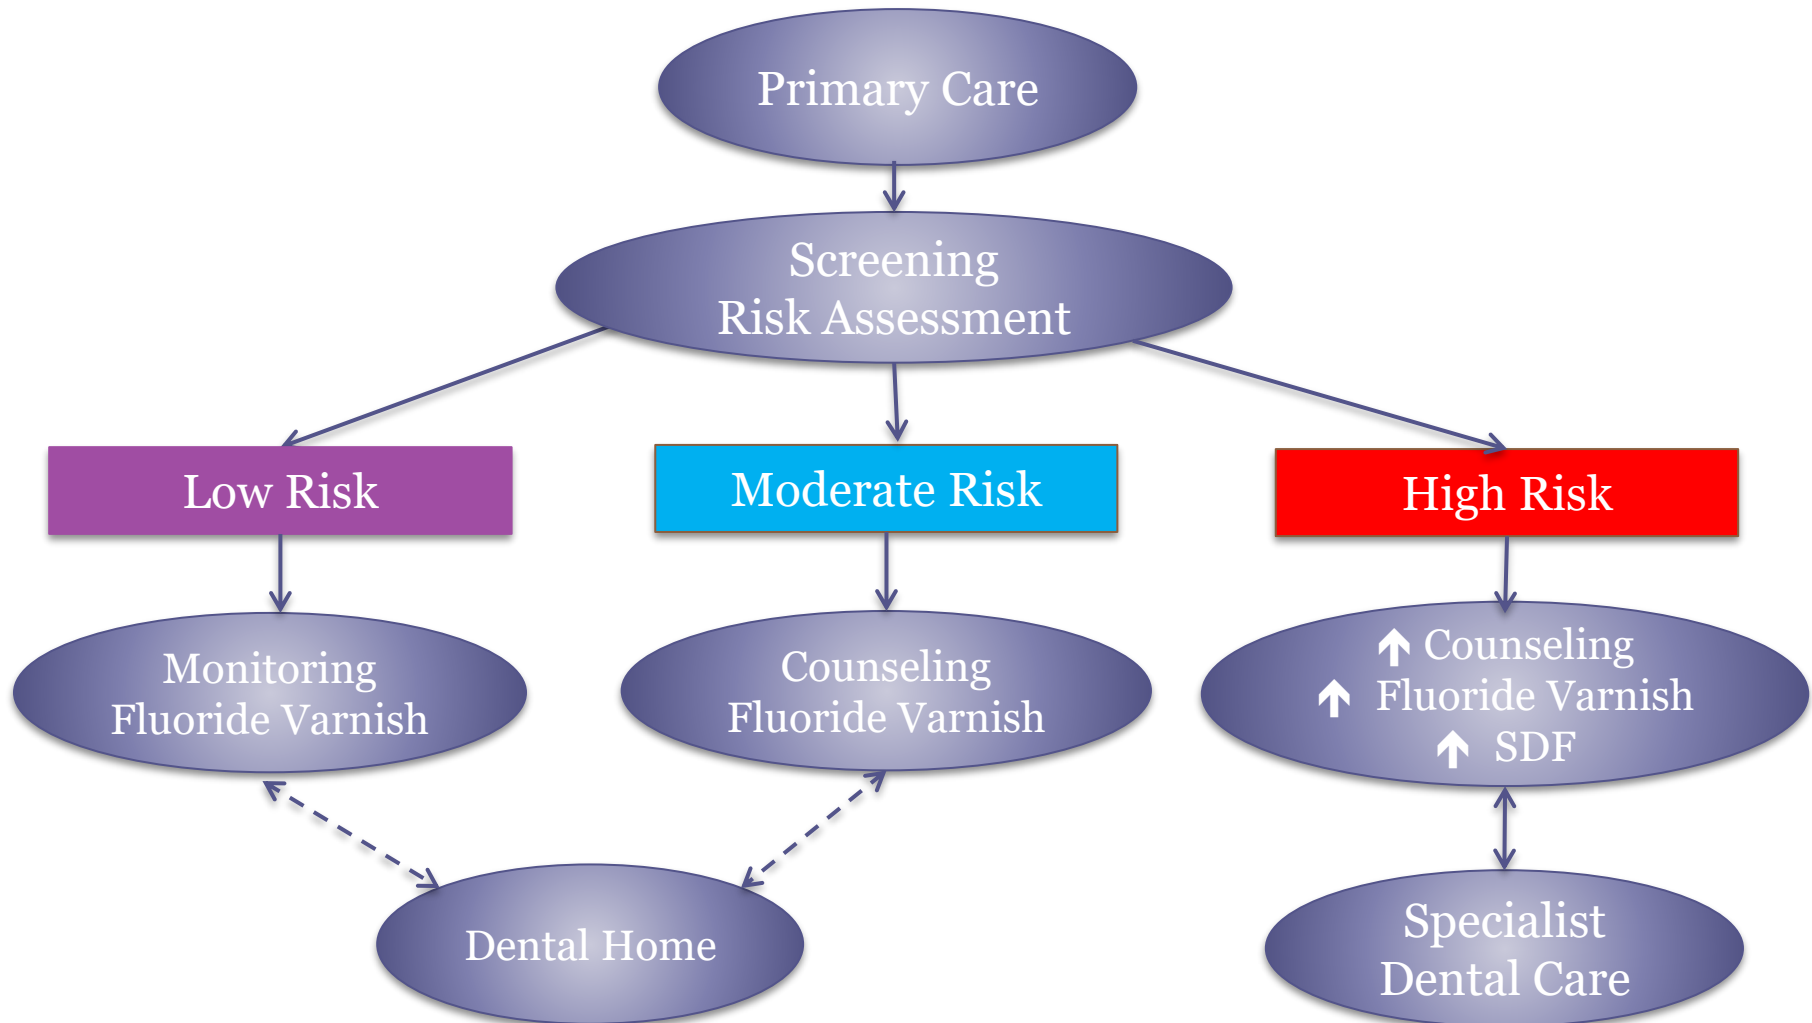 Primary Care
Screening
Risk Assessment
Low Risk
Moderate Risk
High Risk
Monitoring
Fluoride Varnish
Counseling
Fluoride Varnish
↑ Counseling
↑ Fluoride Varnish
↑ SDF
Dental Home
Specialist
Dental Care